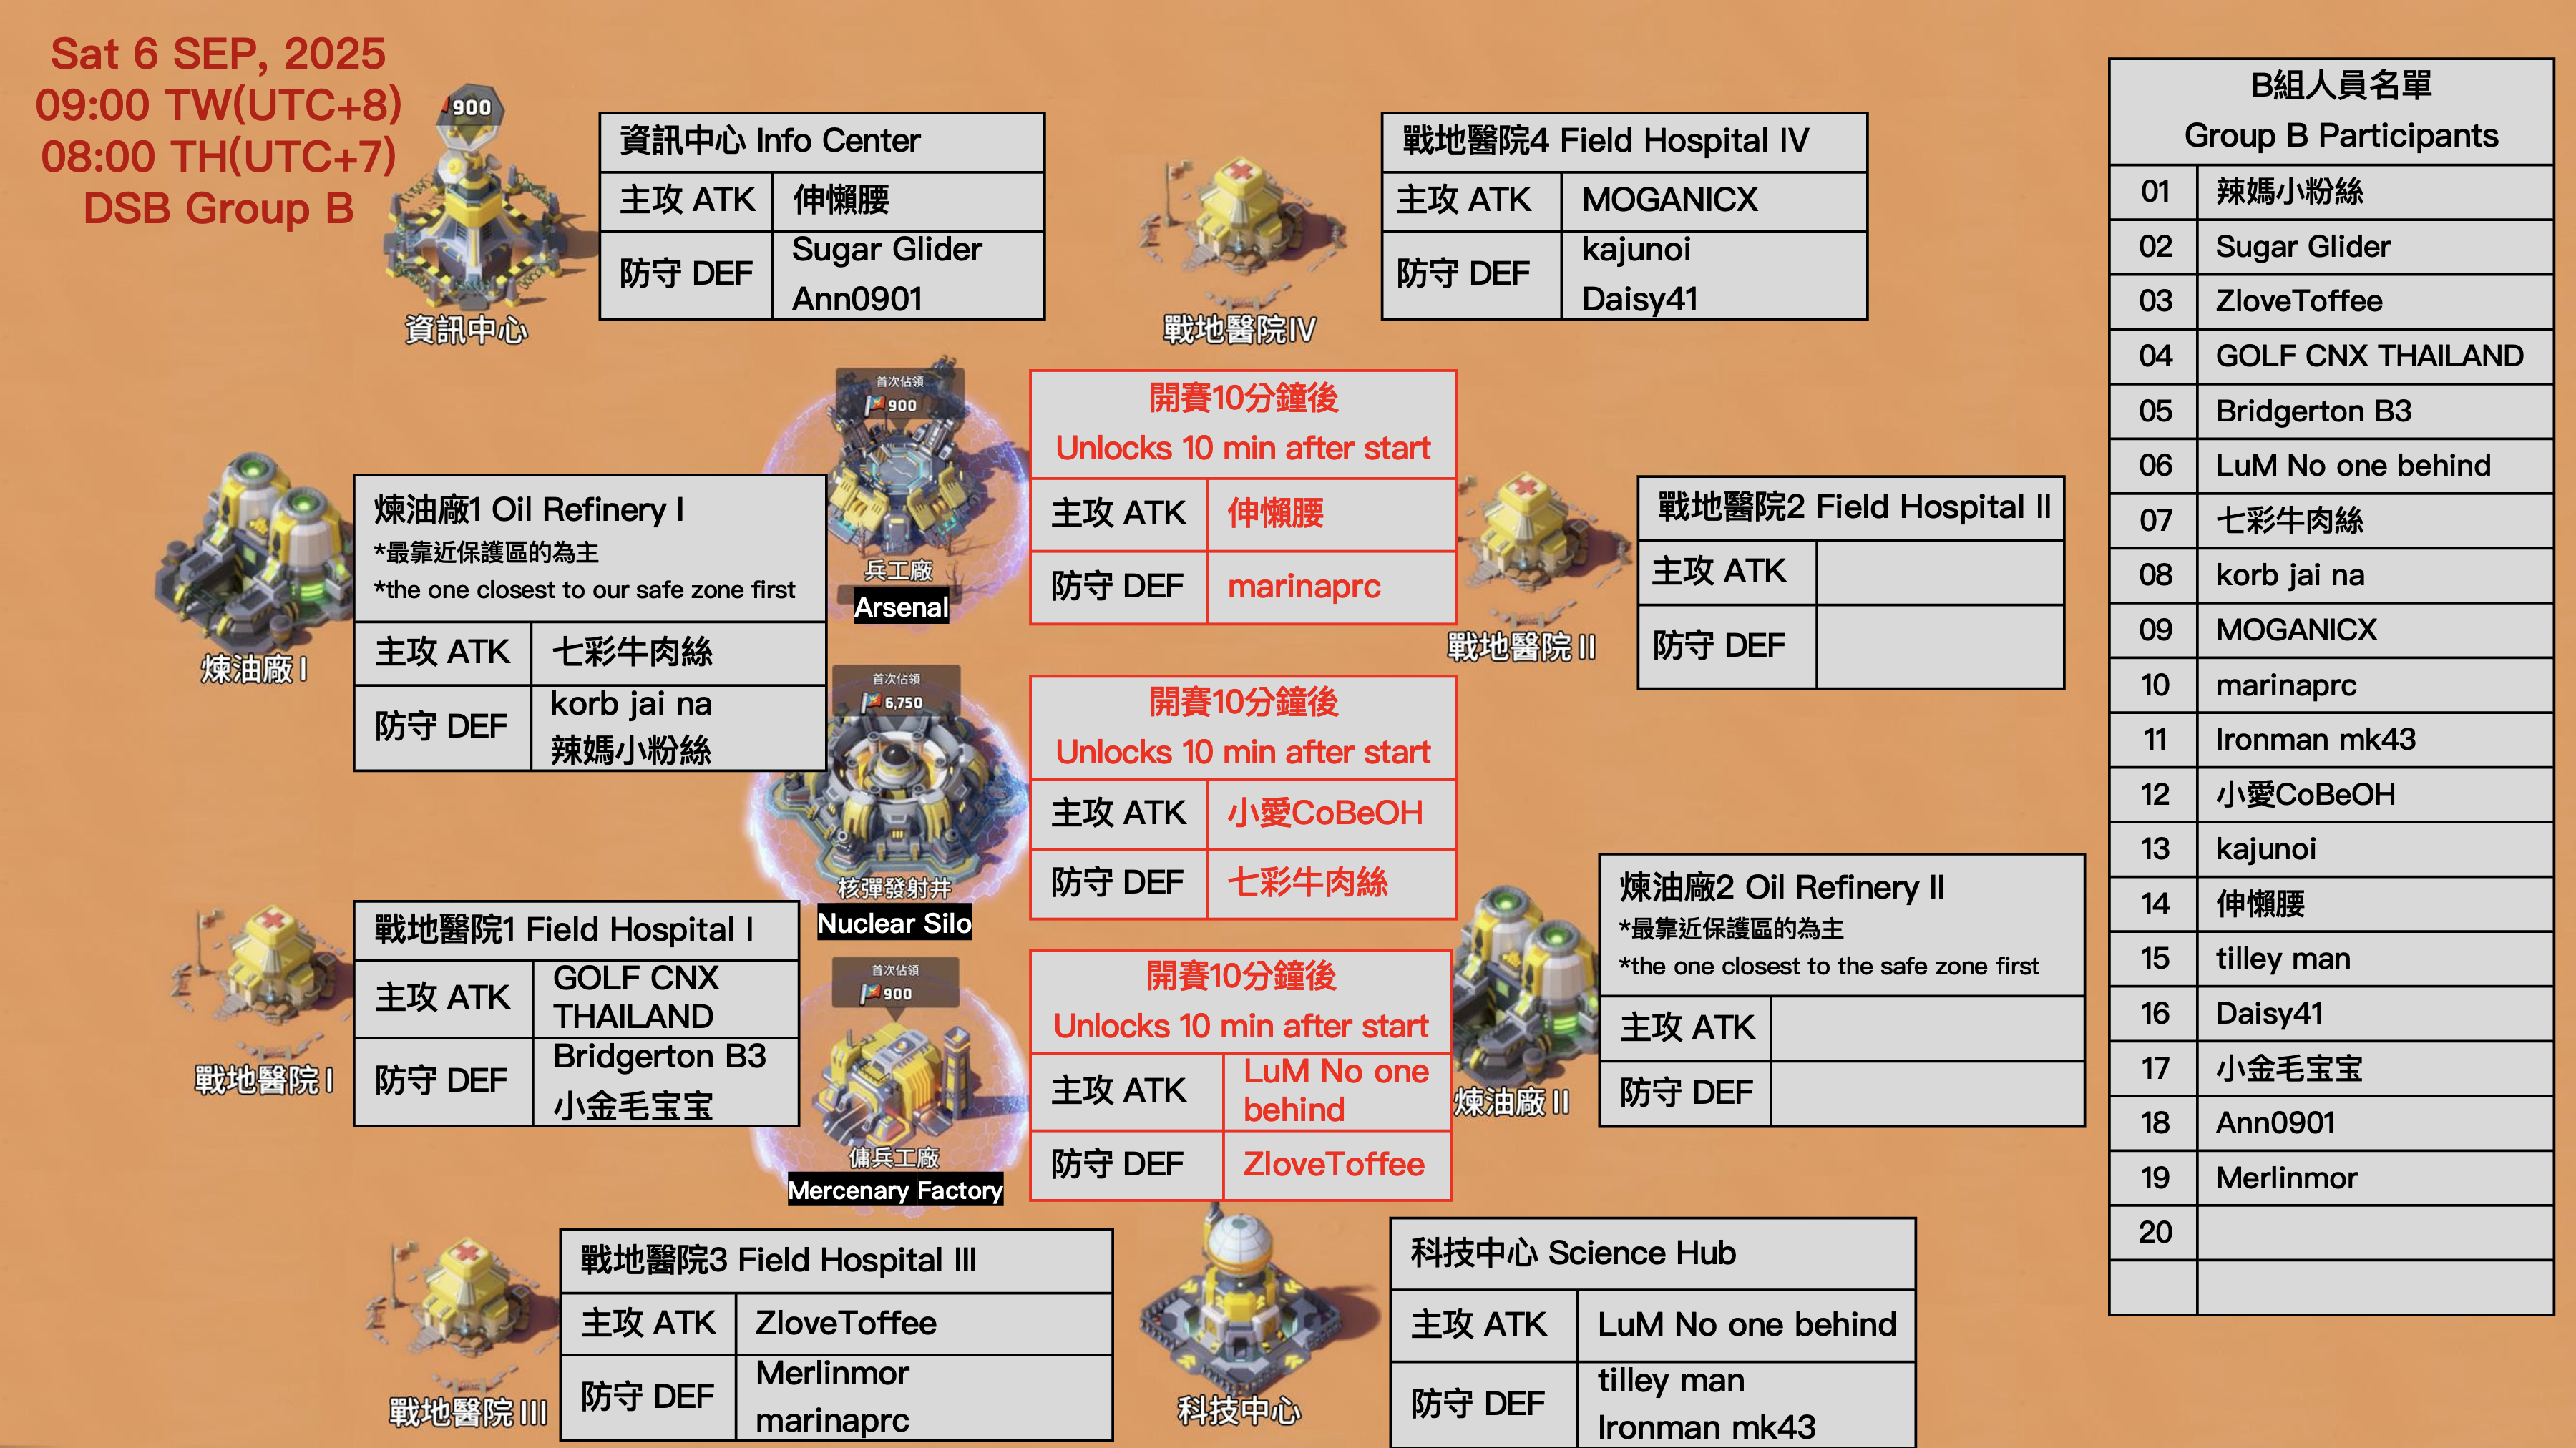 Sat 6 SEP, 2025
09:00 TW(UTC+8)
08:00 TH(UTC+7)
DSB Group B
900
資訊中心
資訊中心 Info Center
主攻 ATK
伸懶腰
防守 DEF
Sugar Glider
Ann0901
戰地醫院IV
戰地醫院4 Field Hospital IV
主攻 ATK
MOGANICX
防守 DEF
kajunoi
Daisy41
首次佔領
900
兵工廠
Arsenal
開賽10分鐘後
Unlocks 10 min after start
主攻 ATK
伸懶腰
防守 DEF
marinaprc
煉油廠 I
煉油廠1 Oil Refinery I
*最靠近保護區的為主
*the one closest to our safe zone first
主攻 ATK
七彩牛肉絲
防守 DEF
korb jai na
辣媽小粉絲
戰地醫院 II
戰地醫院2 Field Hospital II
主攻 ATK
防守 DEF
首次佔領
6,750
核彈發射井
Nuclear Silo
開賽10分鐘後
Unlocks 10 min after start
主攻 ATK
小愛CoBeOH
防守 DEF
七彩牛肉絲
戰地醫院 I
戰地醫院1 Field Hospital I
主攻 ATK
GOLF CNX
THAILAND
防守 DEF
Bridgerton B3
小金毛宝宝
首次佔領
900
傭兵工廠
Mercenary Factory
開賽10分鐘後
Unlocks 10 min after start
主攻 ATK
LuM No one
behind
防守 DEF
ZloveToffee
煉油廠 II
煉油廠2 Oil Refinery II
*最靠近保護區的為主
*the one closest to the safe zone first
主攻 ATK
防守 DEF
戰地醫院 III
戰地醫院3 Field Hospital III
主攻 ATK
ZloveToffee
防守 DEF
Merlinmor
marinaprc
科技中心
科技中心 Science Hub
主攻 ATK
LuM No one behind
防守 DEF
tilley man
Ironman mk43
B組人員名單
Group B Participants
01 辣媽小粉絲
02 Sugar Glider
03 ZloveToffee
04 GOLF CNX THAILAND
05 Bridgerton B3
06 LuM No one behind
07 七彩牛肉絲
08 korb jai na
09 MOGANICX
10 marinaprc
11 Ironman mk43
12 小愛CoBeOH
13 kajunoi
14 伸懶腰
15 tilley man
16 Daisy41
17 小金毛宝宝
18 Ann0901
19 Merlinmor
20